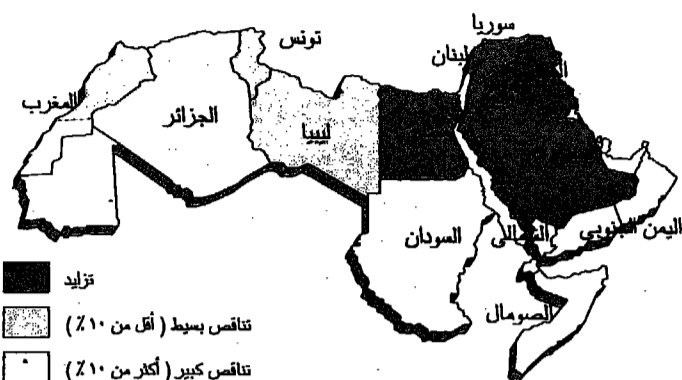 سوريا
تونس
لبنان
المغرب
الجزائر
ليبيا
السودان
الشمالى
اليمن الجنوبي
الصومال
تزايد
تناقص بسيط ( أقل من ١٠ ٪ )
تناقص كبير ( أكثر من ١٠ ٪ )